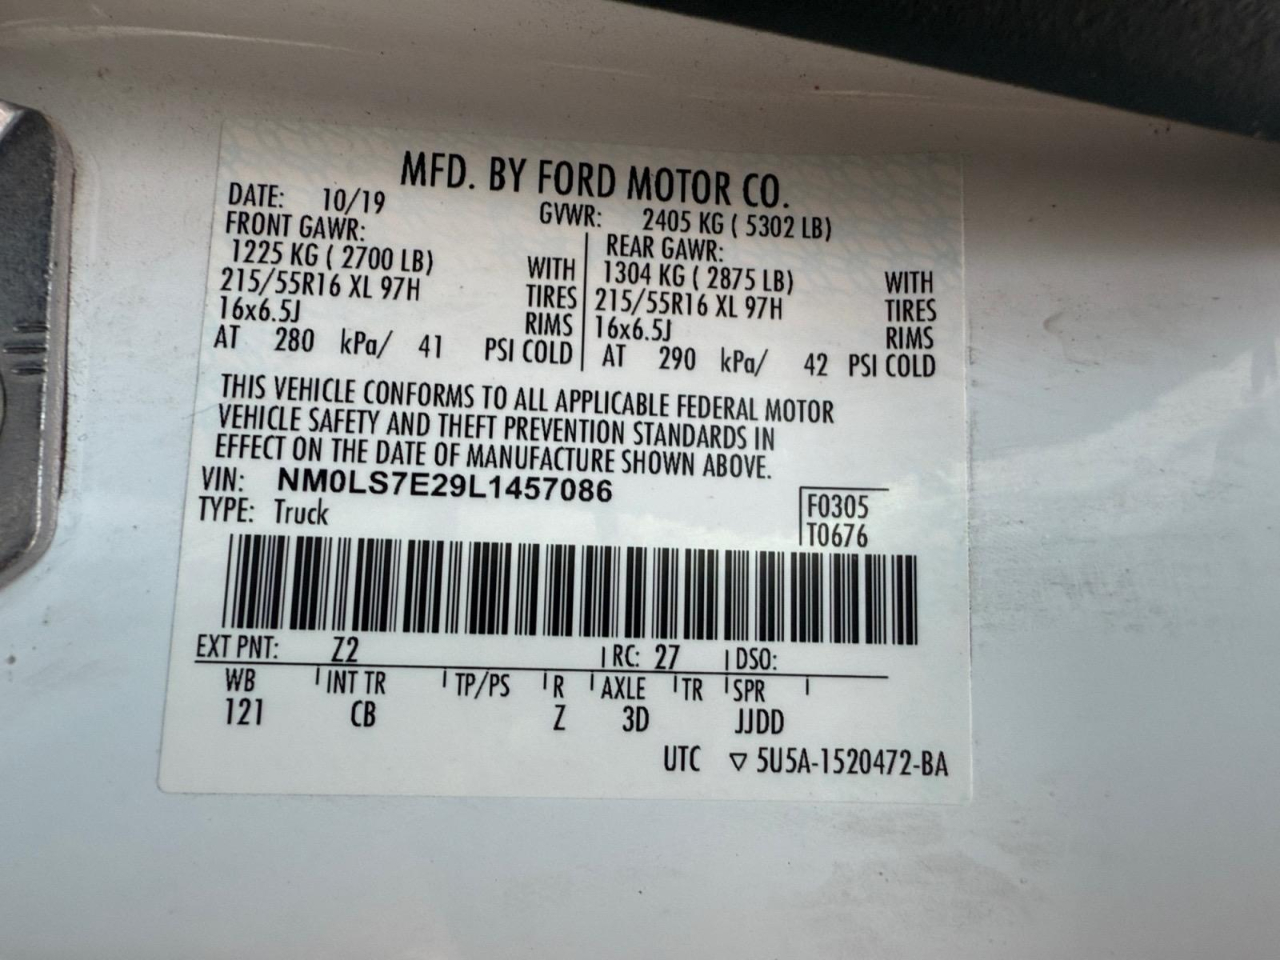 MFD. BY FORD MOTOR CO.
DATE: 10/19 GVWR: 2405 KG ( 5302 LB)
FRONT GAWR: REAR GAWR:
1225 KG ( 2700 LB) WITH 1304 KG ( 2875 LB) WITH
215/55R16 XL 97H TIRES 215/55R16 XL 97H TIRES
16x6.5J RIMS 16x6.5J RIMS
AT 280 kPa/ 41 PSI COLD AT 290 kPa/ 42 PSI COLD
THIS VEHICLE CONFORMS TO ALL APPLICABLE FEDERAL MOTOR
VEHICLE SAFETY AND THEFT PREVENTION STANDARDS IN
EFFECT ON THE DATE OF MANUFACTURE SHOWN ABOVE.
VIN: NM0LS7E29L1457086 F0305
TYPE: Truck T0676
EXT PNT: Z2 RC: 27 DSO:
WB INT TR TP/PS R AXLE TR SPR
121 CB Z 3D JJDD
UTC ▽ 5U5A-1520472-BA